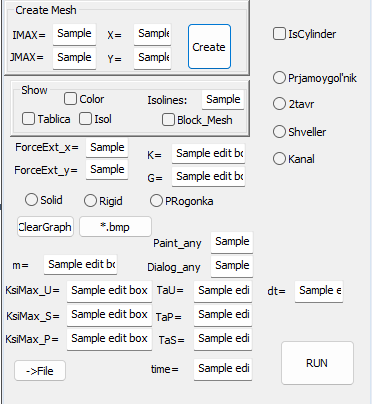 Create Mesh
IMAX= Sample X= Sample
JMAX= Sample Y= Sample
Create
IsCylinder
Show
Color Isolines: Sample
Tablica Isol Block_Mesh
Prjamoygol'nik
2tavr
Shveller
Kanal
ForceExt_x= Sample K= Sample edit bo
ForceExt_y= Sample G= Sample edit bo
Solid Rigid PRogonka
ClearGraph *.bmp
Paint_any Sample
m= Sample edit bo Dialog_any Sample
KsiMax_U= Sample edit box TaU= Sample edi dt= Sample e
KsiMax_S= Sample edit box TaP= Sample edi
KsiMax_P= Sample edit box TaS= Sample edi
->File time= Sample edi RUN